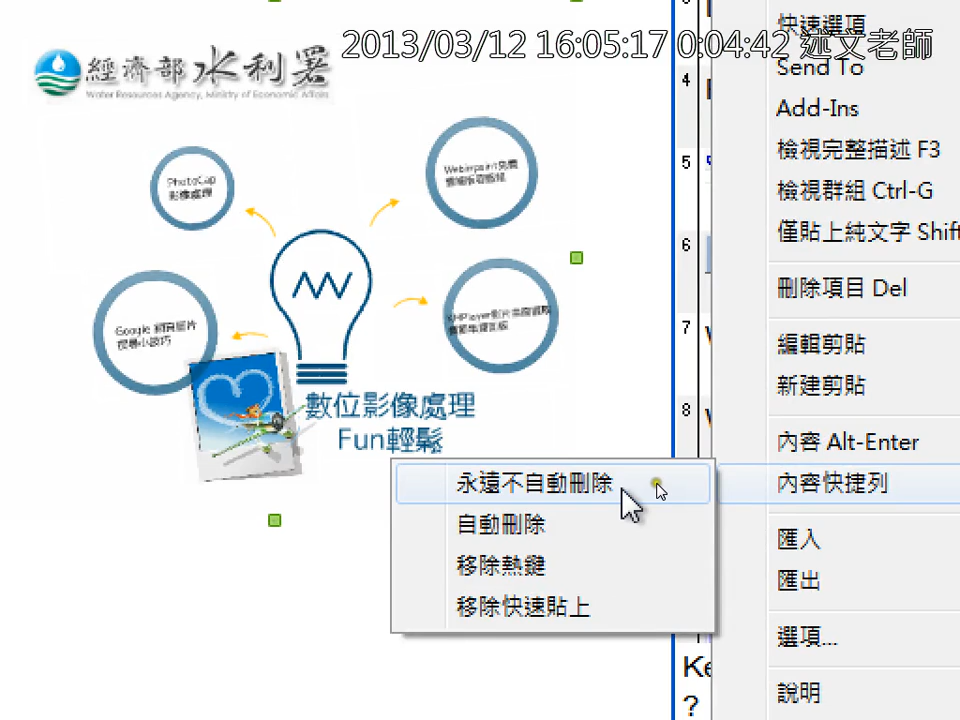 2013/03/12 16:05:17 0:04:42 述文老師
經濟部水利署
Water Resources Agency, Ministry of Economic Affairs
PhotoCap
影像處理
Google 網頁圖片
搜尋小技巧
數位影像處理
Fun輕鬆
永遠不自動刪除
自動刪除
移除熱鍵
移除快速貼上
4
5
6
7
8
Ke
?
快速選項
Send To
Add-Ins
檢視完整描述 F3
檢視群組 Ctrl-G
僅貼上純文字 Shift
刪除項目 Del
編輯剪貼
新建剪貼
內容 Alt-Enter
內容快捷列
匯入
匯出
選項...
說明